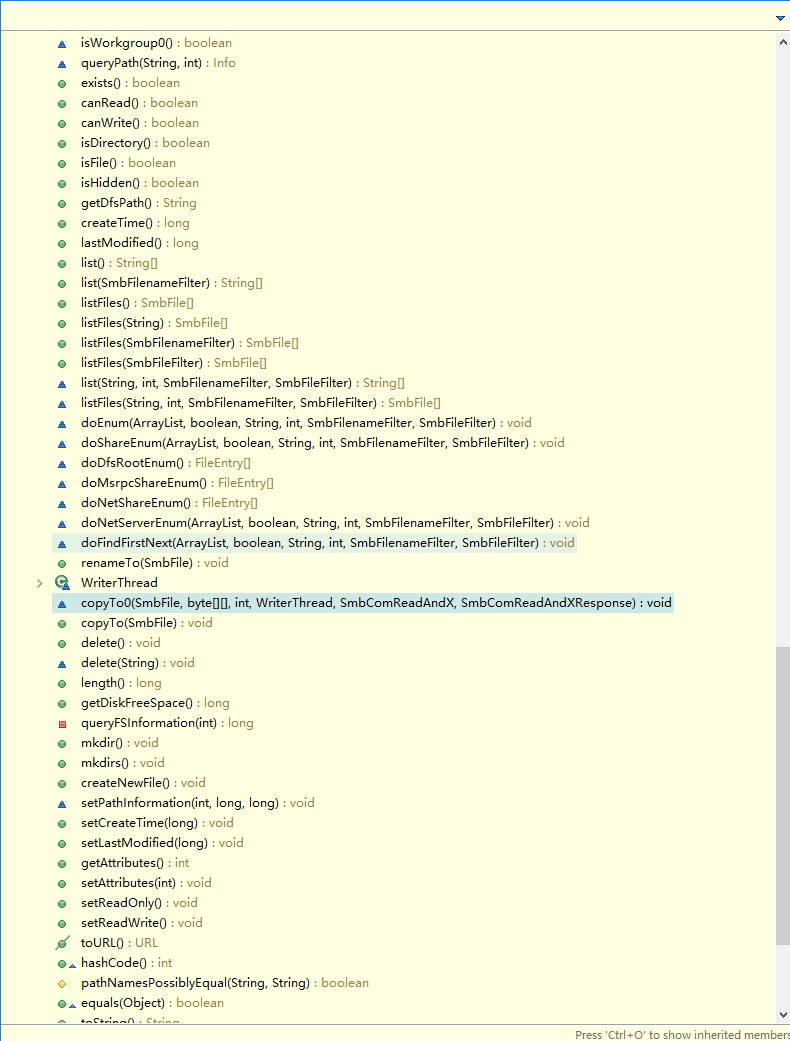 isWorkgroup0() : boolean
queryPath(String, int) : Info
exists() : boolean
canRead() : boolean
canWrite() : boolean
isDirectory() : boolean
isFile() : boolean
isHidden() : boolean
getDfsPath() : String
createTime() : long
lastModified() : long
list() : String[]
list(SmbFilenameFilter) : String[]
listFiles() : SmbFile[]
listFiles(String) : SmbFile[]
listFiles(SmbFilenameFilter) : SmbFile[]
listFiles(SmbFileFilter) : SmbFile[]
list(String, int, SmbFilenameFilter, SmbFileFilter) : String[]
listFiles(String, int, SmbFilenameFilter, SmbFileFilter) : SmbFile[]
doEnum(ArrayList, boolean, String, int, SmbFilenameFilter, SmbFileFilter) : void
doShareEnum(ArrayList, boolean, String, int, SmbFilenameFilter, SmbFileFilter) : void
doDfsRootEnum() : FileEntry[]
doMsrpcShareEnum() : FileEntry[]
doNetShareEnum() : FileEntry[]
doNetServerEnum(ArrayList, boolean, String, int, SmbFilenameFilter, SmbFileFilter) : void
doFindFirstNext(ArrayList, boolean, String, int, SmbFilenameFilter, SmbFileFilter) : void
renameTo(SmbFile) : void
WriterThread
copyTo0(SmbFile, byte[][], int, WriterThread, SmbComReadAndX, SmbComReadAndXResponse) : void
copyTo(SmbFile) : void
delete() : void
delete(String) : void
length() : long
getDiskFreeSpace() : long
queryFSInformation(int) : long
mkdir() : void
mkdirs() : void
createNewFile() : void
setPathInformation(int, long, long) : void
setCreateTime(long) : void
setLastModified(long) : void
getAttributes() : int
setAttributes(int) : void
setReadOnly() : void
setReadWrite() : void
toURL() : URL
hashCode() : int
pathNamesPossiblyEqual(String, String) : boolean
equals(Object) : boolean
toString() : String
Press 'Ctrl+O' to show inherited members